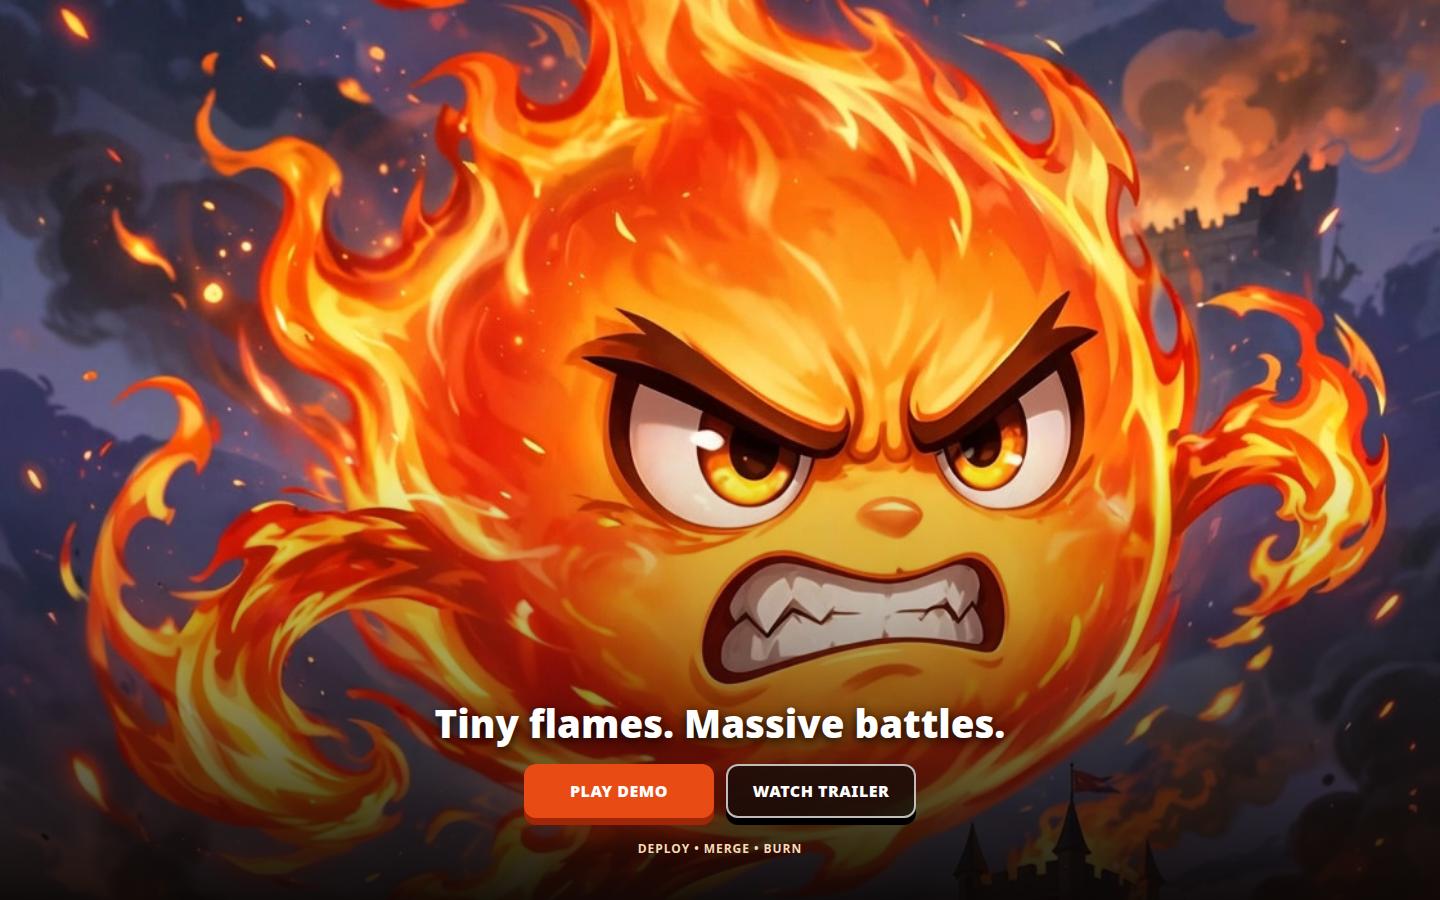 Tiny flames. Massive battles.
PLAY DEMO
WATCH TRAILER
DEPLOY • MERGE • BURN